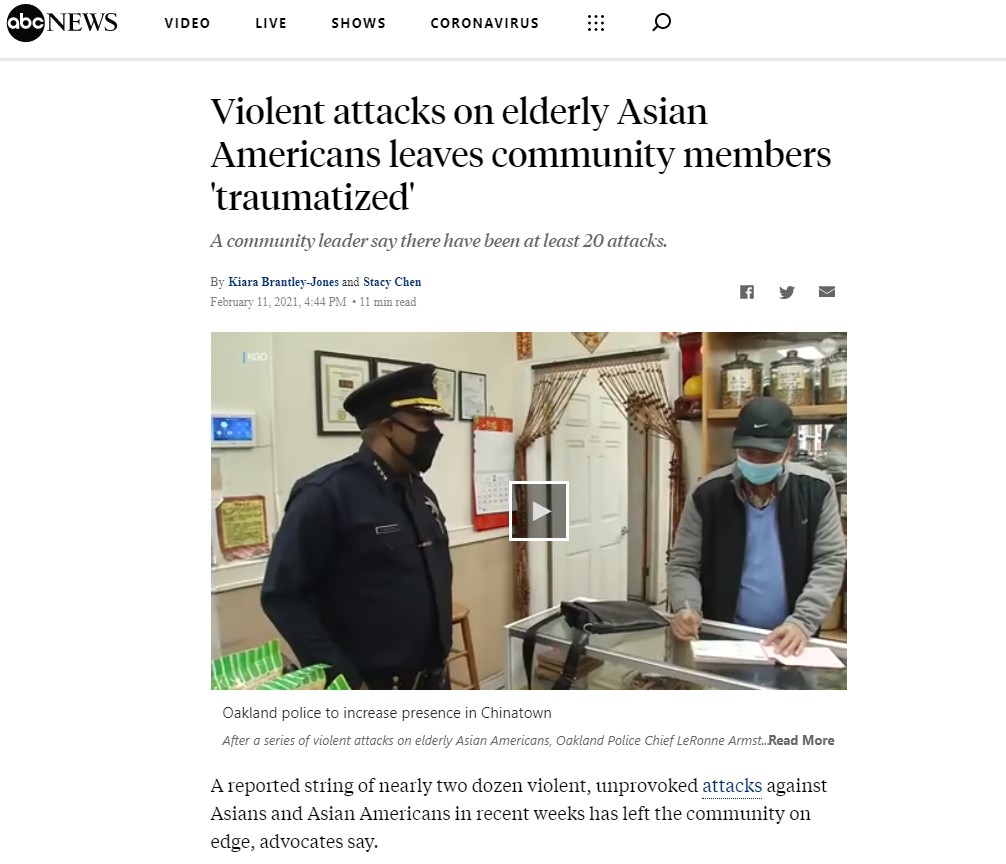 abc NEWS VIDEO LIVE SHOWS CORONAVIRUS
Violent attacks on elderly Asian
Americans leaves community members
'traumatized'
A community leader say there have been at least 20 attacks.
By Kiara Brantley-Jones and Stacy Chen
February 11, 2021, 4:44 PM • 11 min read
KGO
Oakland police to increase presence in Chinatown
After a series of violent attacks on elderly Asian Americans, Oakland Police Chief LeRonne Armst...Read More
A reported string of nearly two dozen violent, unprovoked attacks against
Asians and Asian Americans in recent weeks has left the community on
edge, advocates say.